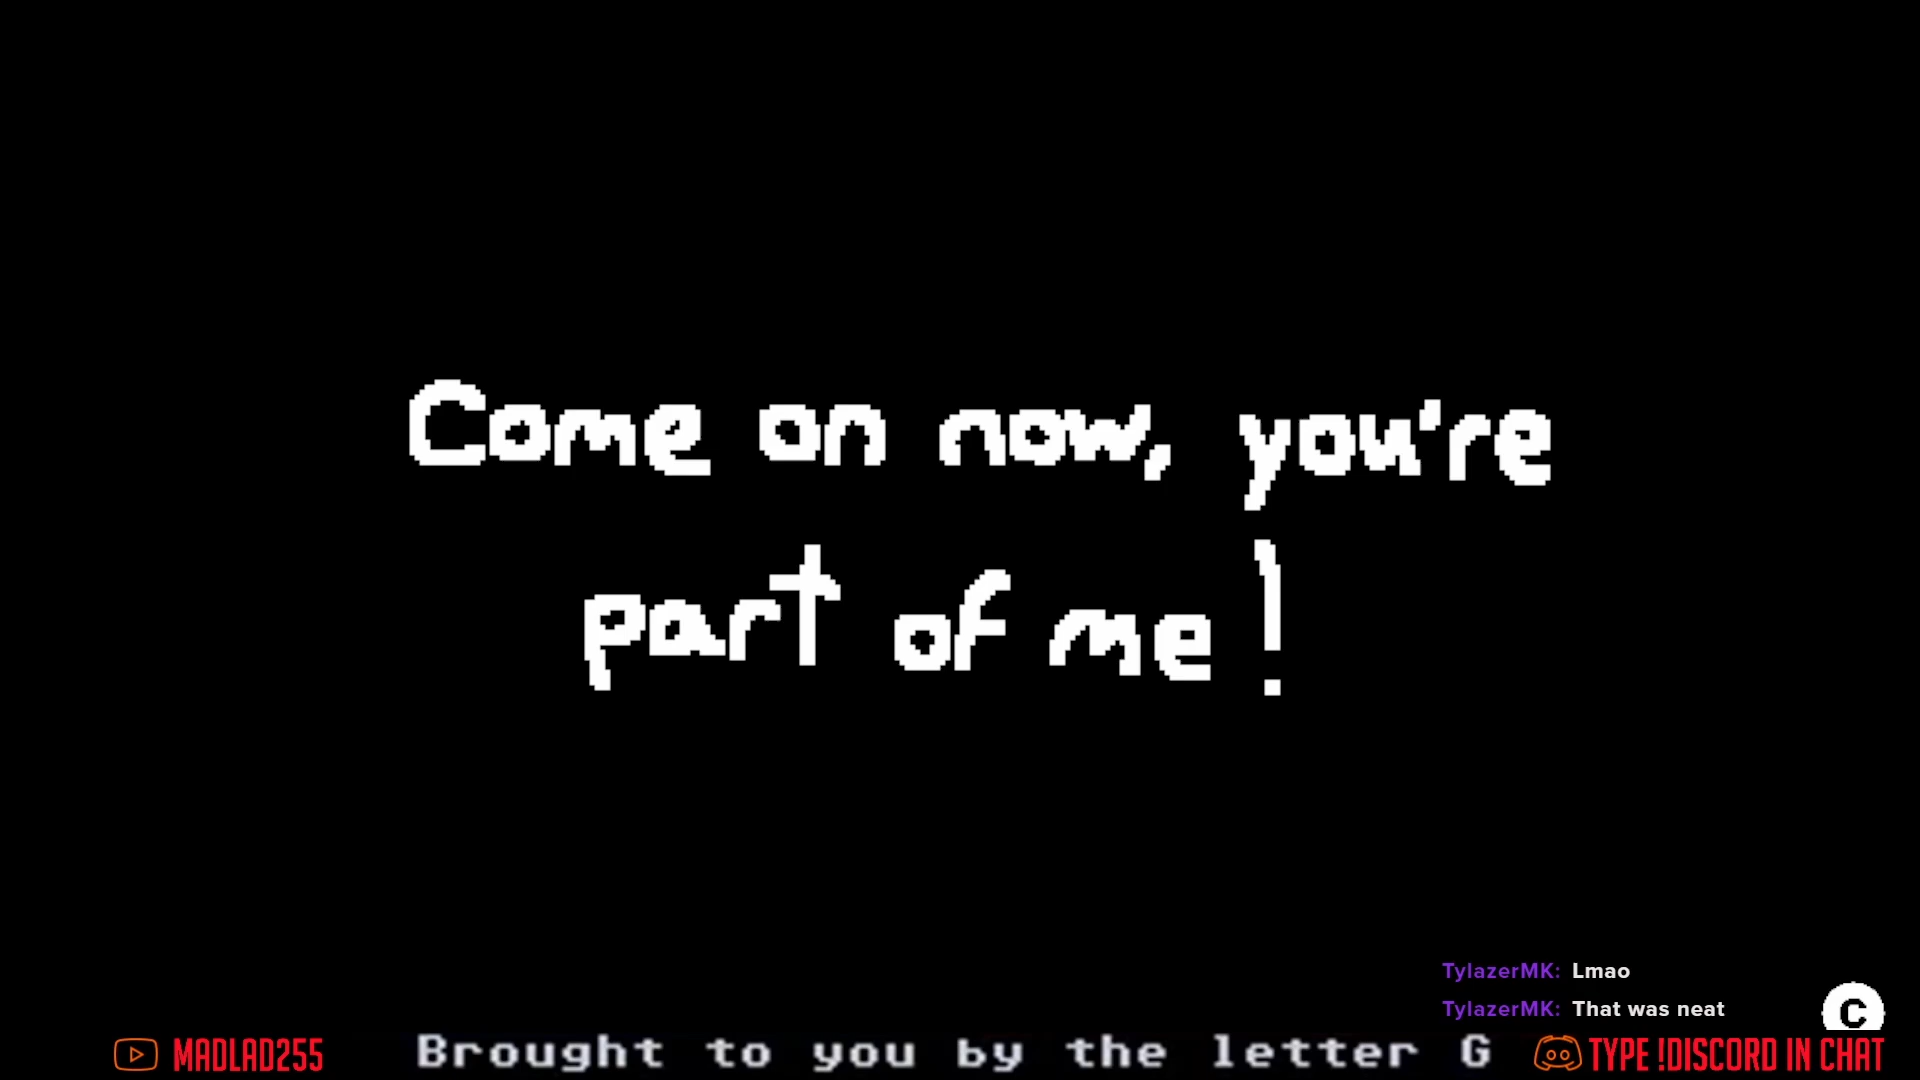 Come on now, you're
part of me!
TylazerMK: Lmao
TylazerMK: That was neat
C
MADLAD255
Brought to you by the letter G
TYPE !DISCORD IN CHAT